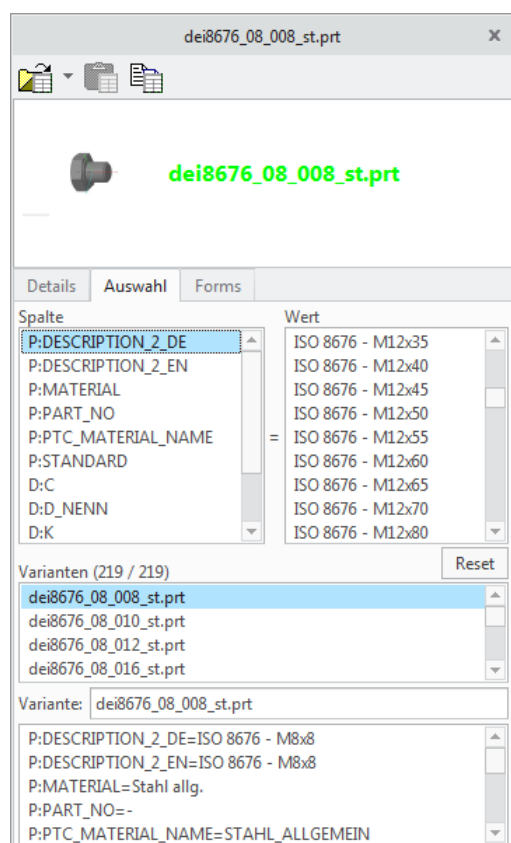 dei8676_08_008_st.prt x
dei8676_08_008_st.prt
Details Auswahl Forms
Spalte Wert
P:DESCRIPTION_2_DE ISO 8676 - M12x35
P:DESCRIPTION_2_EN ISO 8676 - M12x40
P:MATERIAL ISO 8676 - M12x45
P:PART_NO ISO 8676 - M12x50
P:PTC_MATERIAL_NAME = ISO 8676 - M12x55
P:STANDARD ISO 8676 - M12x60
D:C ISO 8676 - M12x65
D:D_NENN ISO 8676 - M12x70
D:K ISO 8676 - M12x80
Varianten (219 / 219) Reset
dei8676_08_008_st.prt
dei8676_08_010_st.prt
dei8676_08_012_st.prt
dei8676_08_016_st.prt
Variante: dei8676_08_008_st.prt
P:DESCRIPTION_2_DE=ISO 8676 - M8x8
P:DESCRIPTION_2_EN=ISO 8676 - M8x8
P:MATERIAL=Stahl allg.
P:PART_NO=-
P:PTC_MATERIAL_NAME=STAHL_ALLGEMEIN